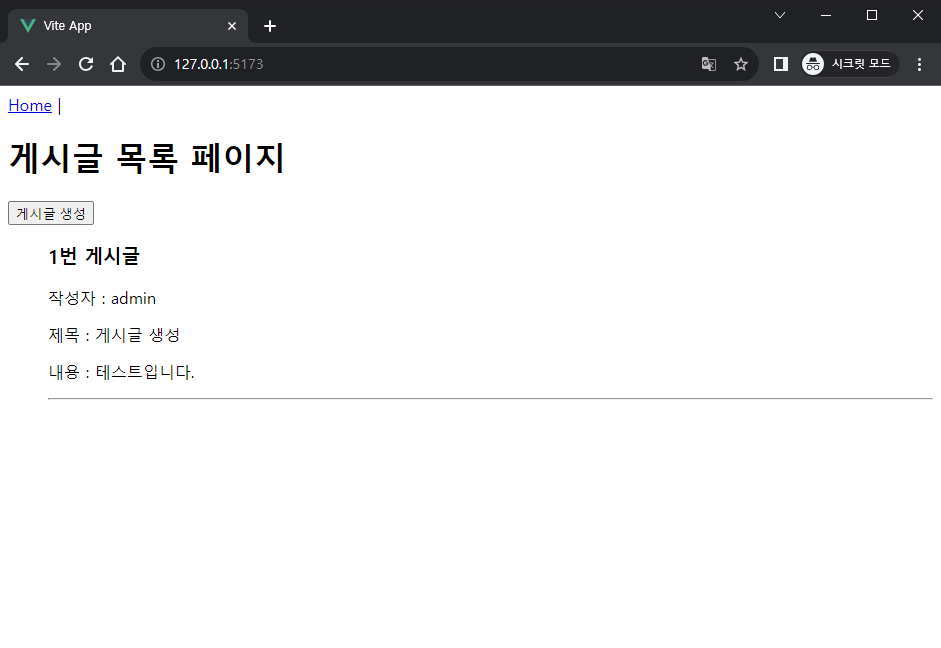 Vite App
127.0.0.1:5173
시크릿 모드
Home |
게시글 목록 페이지
게시글 생성
1번 게시글
작성자 : admin
제목 : 게시글 생성
내용 : 테스트입니다.